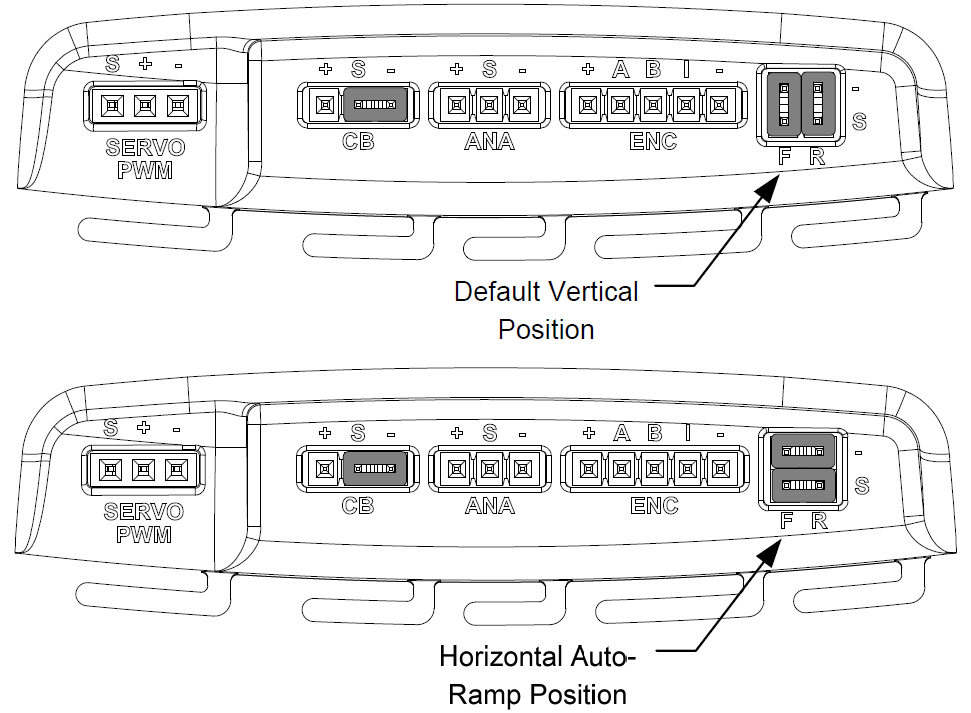 S + -
+ S - + S - + A B I - -
S
SERVO
PWM
CB ANA ENC F R
Default Vertical
Position
S + -
+ S - + S - + A B I - -
S
SERVO
PWM
CB ANA ENC F R
Horizontal Auto-
Ramp Position